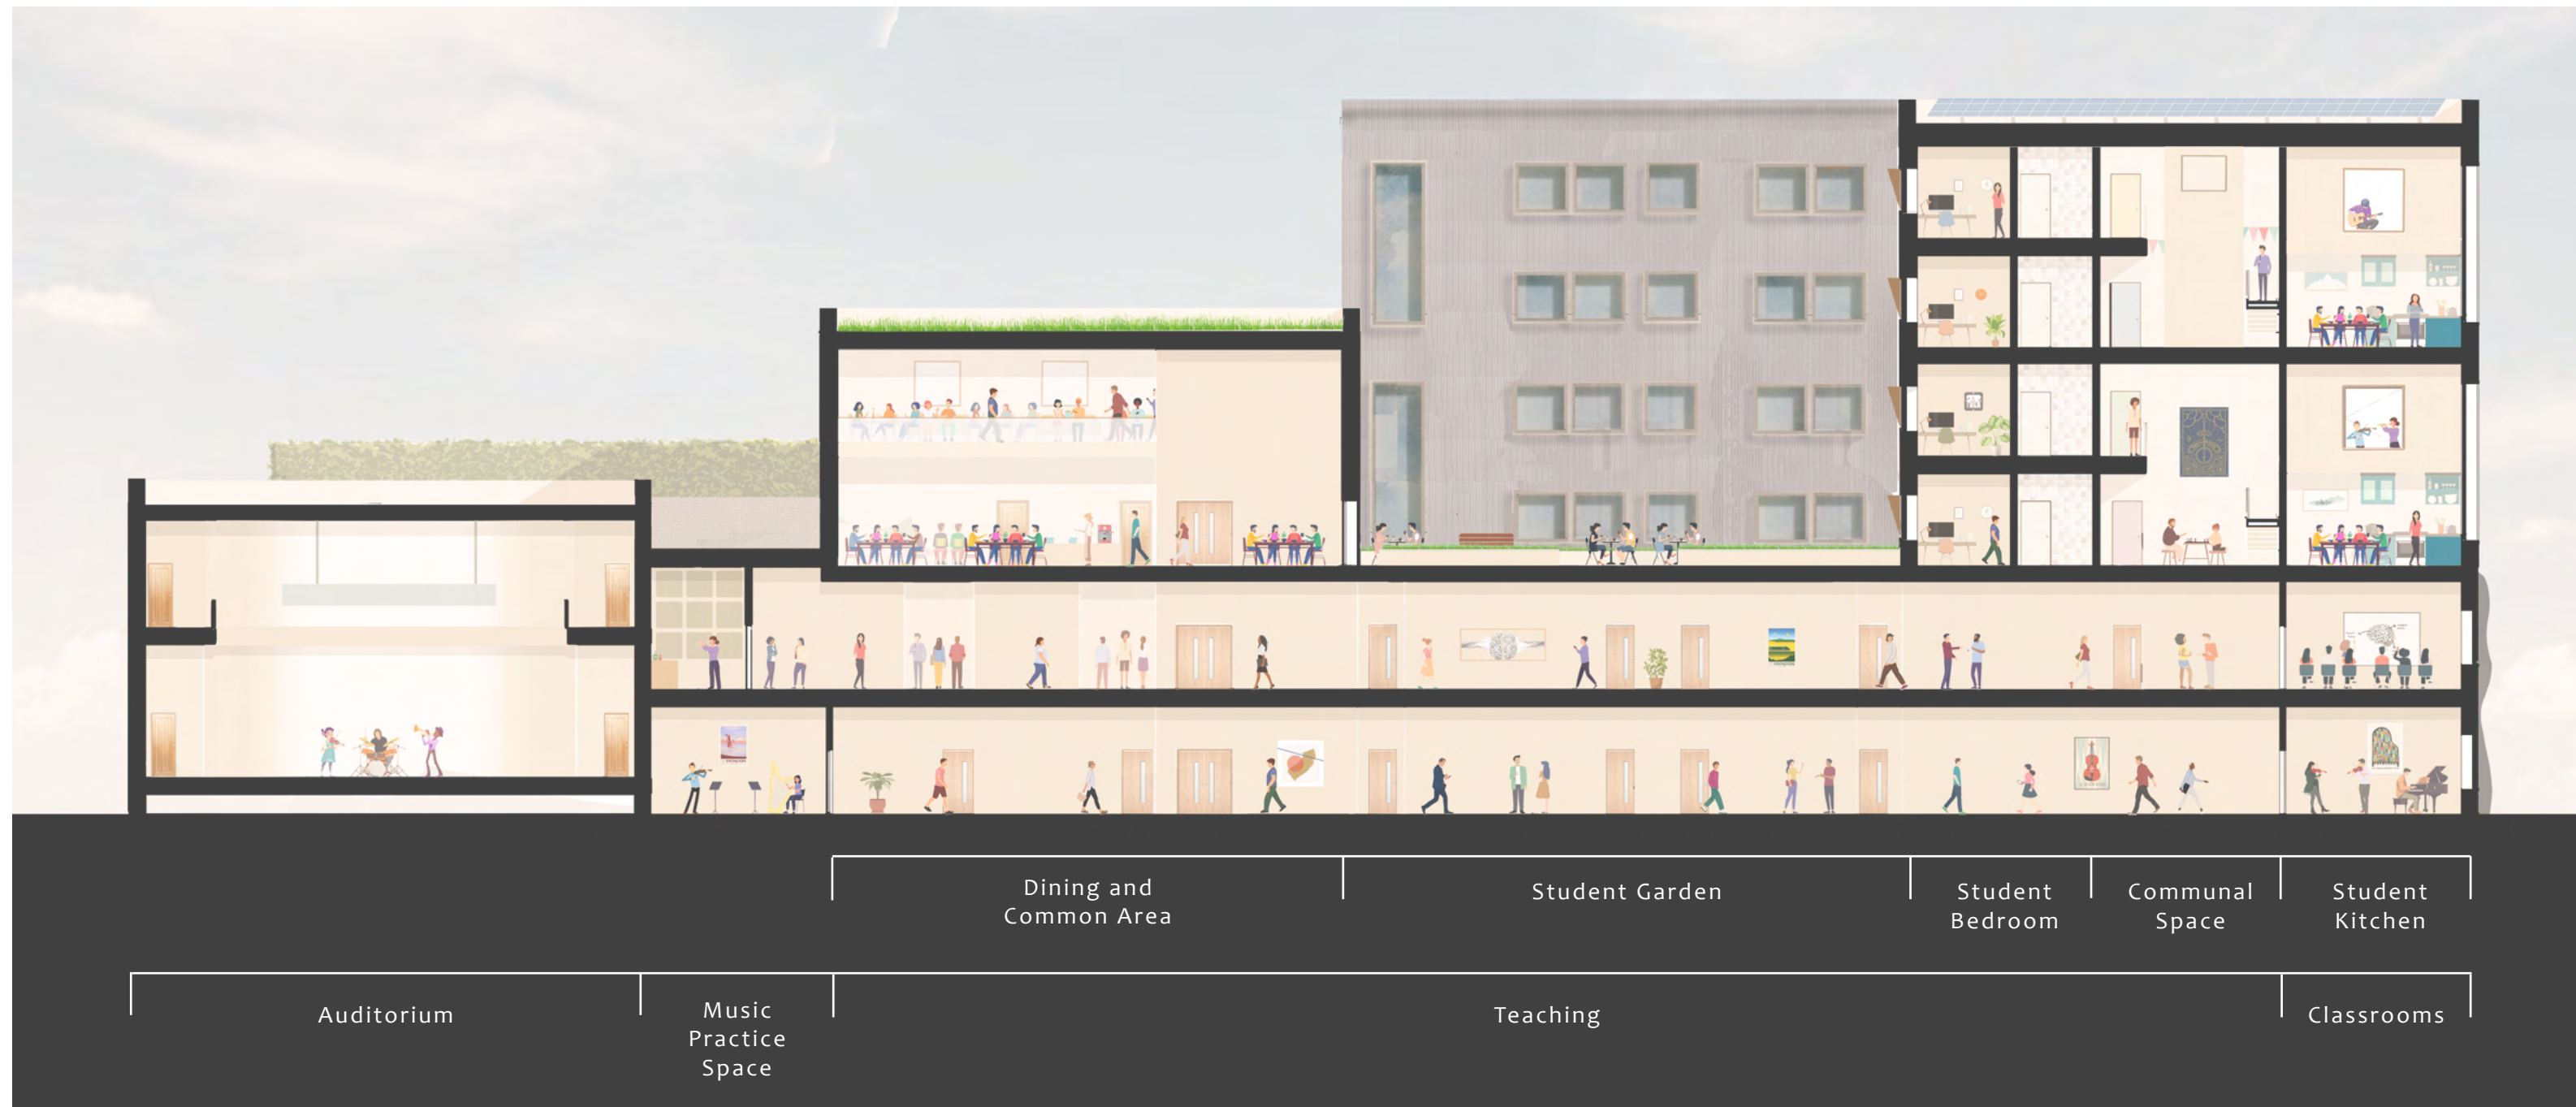 Dining and
Common Area
Student Garden
Student
Bedroom
Communal
Space
Student
Kitchen
Auditorium
Music
Practice
Space
Teaching
Classrooms